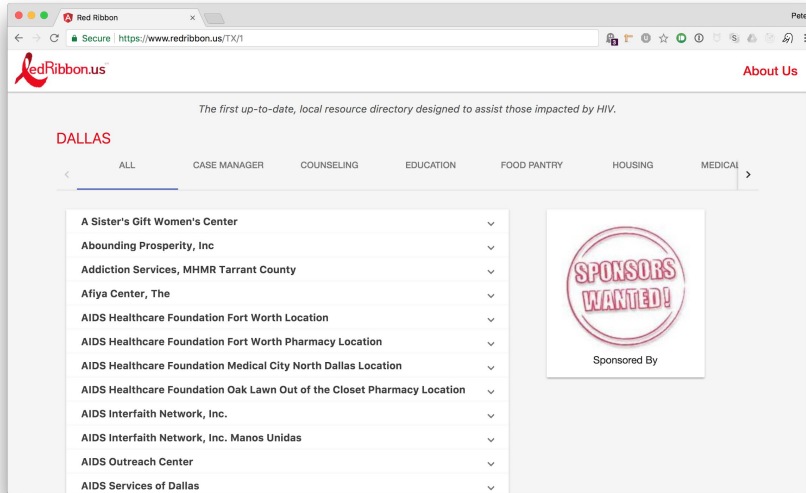 Red Ribbon
Pete
Secure | https://www.redribbon.us/TX/1
edRibbon.us
About Us
The first up-to-date, local resource directory designed to assist those impacted by HIV.
DALLAS
ALL CASE MANAGER COUNSELING EDUCATION FOOD PANTRY HOUSING MEDICAL
A Sister's Gift Women's Center
Abounding Prosperity, Inc
Addiction Services, MHMR Tarrant County
Afiya Center, The
AIDS Healthcare Foundation Fort Worth Location
AIDS Healthcare Foundation Fort Worth Pharmacy Location
AIDS Healthcare Foundation Medical City North Dallas Location
AIDS Healthcare Foundation Oak Lawn Out of the Closet Pharmacy Location
AIDS Interfaith Network, Inc.
AIDS Interfaith Network, Inc. Manos Unidas
AIDS Outreach Center
AIDS Services of Dallas
SPONSORS
WANTED!
Sponsored By